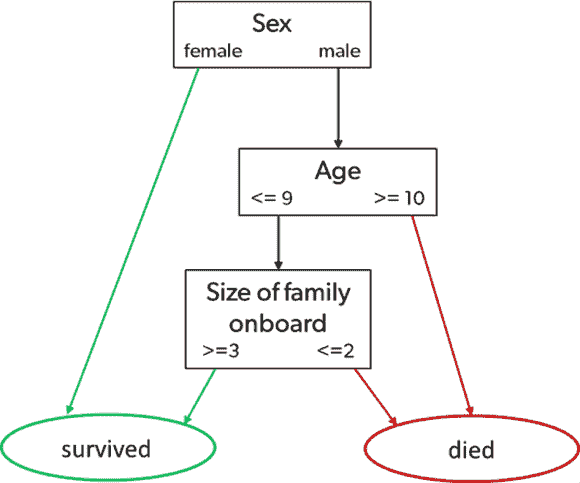 Sex
female male
Age
<= 9 >= 10
Size of family
onboard
>=3 <=2
survived died